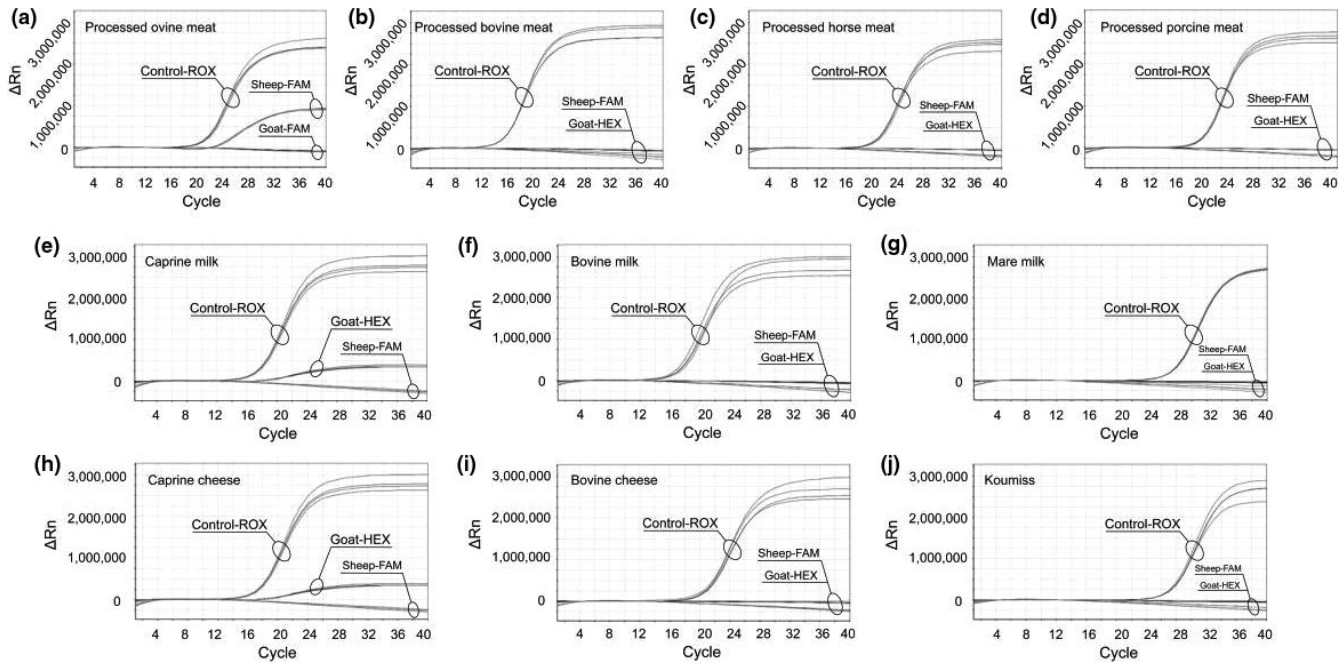 (a)
Processed ovine meat
ΔRn
3,000,000
2,000,000
1,000,000
0
Control-ROX
Sheep-FAM
Goat-FAM
4 8 12 16 20 24 28 32 36 40
Cycle
(b)
Processed bovine meat
ΔRn
3,000,000
2,000,000
1,000,000
0
Control-ROX
Sheep-FAM
Goat-HEX
4 8 12 16 20 24 28 32 36 40
Cycle
(c)
Processed horse meat
ΔRn
3,000,000
2,000,000
1,000,000
0
Control-ROX
Sheep-FAM
Goat-HEX
4 8 12 16 20 24 28 32 36 40
Cycle
(d)
Processed porcine meat
ΔRn
3,000,000
2,000,000
1,000,000
0
Control-ROX
Sheep-FAM
Goat-HEX
4 8 12 16 20 24 28 32 36 40
Cycle
(e)
Caprine milk
ΔRn
3,000,000
2,000,000
1,000,000
0
Control-ROX
Goat-HEX
Sheep-FAM
4 8 12 16 20 24 28 32 36 40
Cycle
(f)
Bovine milk
ΔRn
3,000,000
2,000,000
1,000,000
0
Control-ROX
Sheep-FAM
Goat-HEX
4 8 12 16 20 24 28 32 36 40
Cycle
(g)
Mare milk
ΔRn
3,000,000
2,000,000
1,000,000
0
Control-ROX
Sheep-FAM
Goat-HEX
4 8 12 16 20 24 28 32 36 40
Cycle
(h)
Caprine cheese
ΔRn
3,000,000
2,000,000
1,000,000
0
Control-ROX
Goat-HEX
Sheep-FAM
4 8 12 16 20 24 28 32 36 40
Cycle
(i)
Bovine cheese
ΔRn
3,000,000
2,000,000
1,000,000
0
Control-ROX
Sheep-FAM
Goat-HEX
4 8 12 16 20 24 28 32 36 40
Cycle
(j)
Koumiss
ΔRn
3,000,000
2,000,000
1,000,000
0
Control-ROX
Sheep-FAM
Goat-HEX
4 8 12 16 20 24 28 32 36 40
Cycle